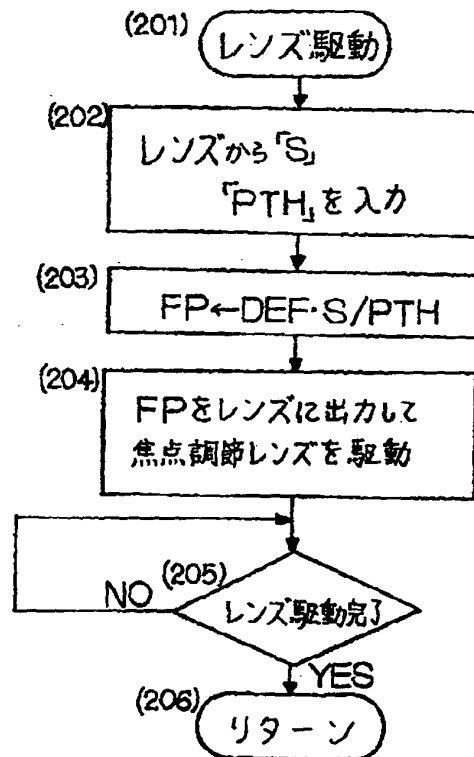 (201)
レンズ駆動
(202)
レンズから「S」
「PTH」を入力
(203)
FP←DEF・S/PTH
(204)
FPをレンズに出力して
焦点調節レンズを駆動
(205)
レンズ駆動完了
NO
YES
(206)
リターン